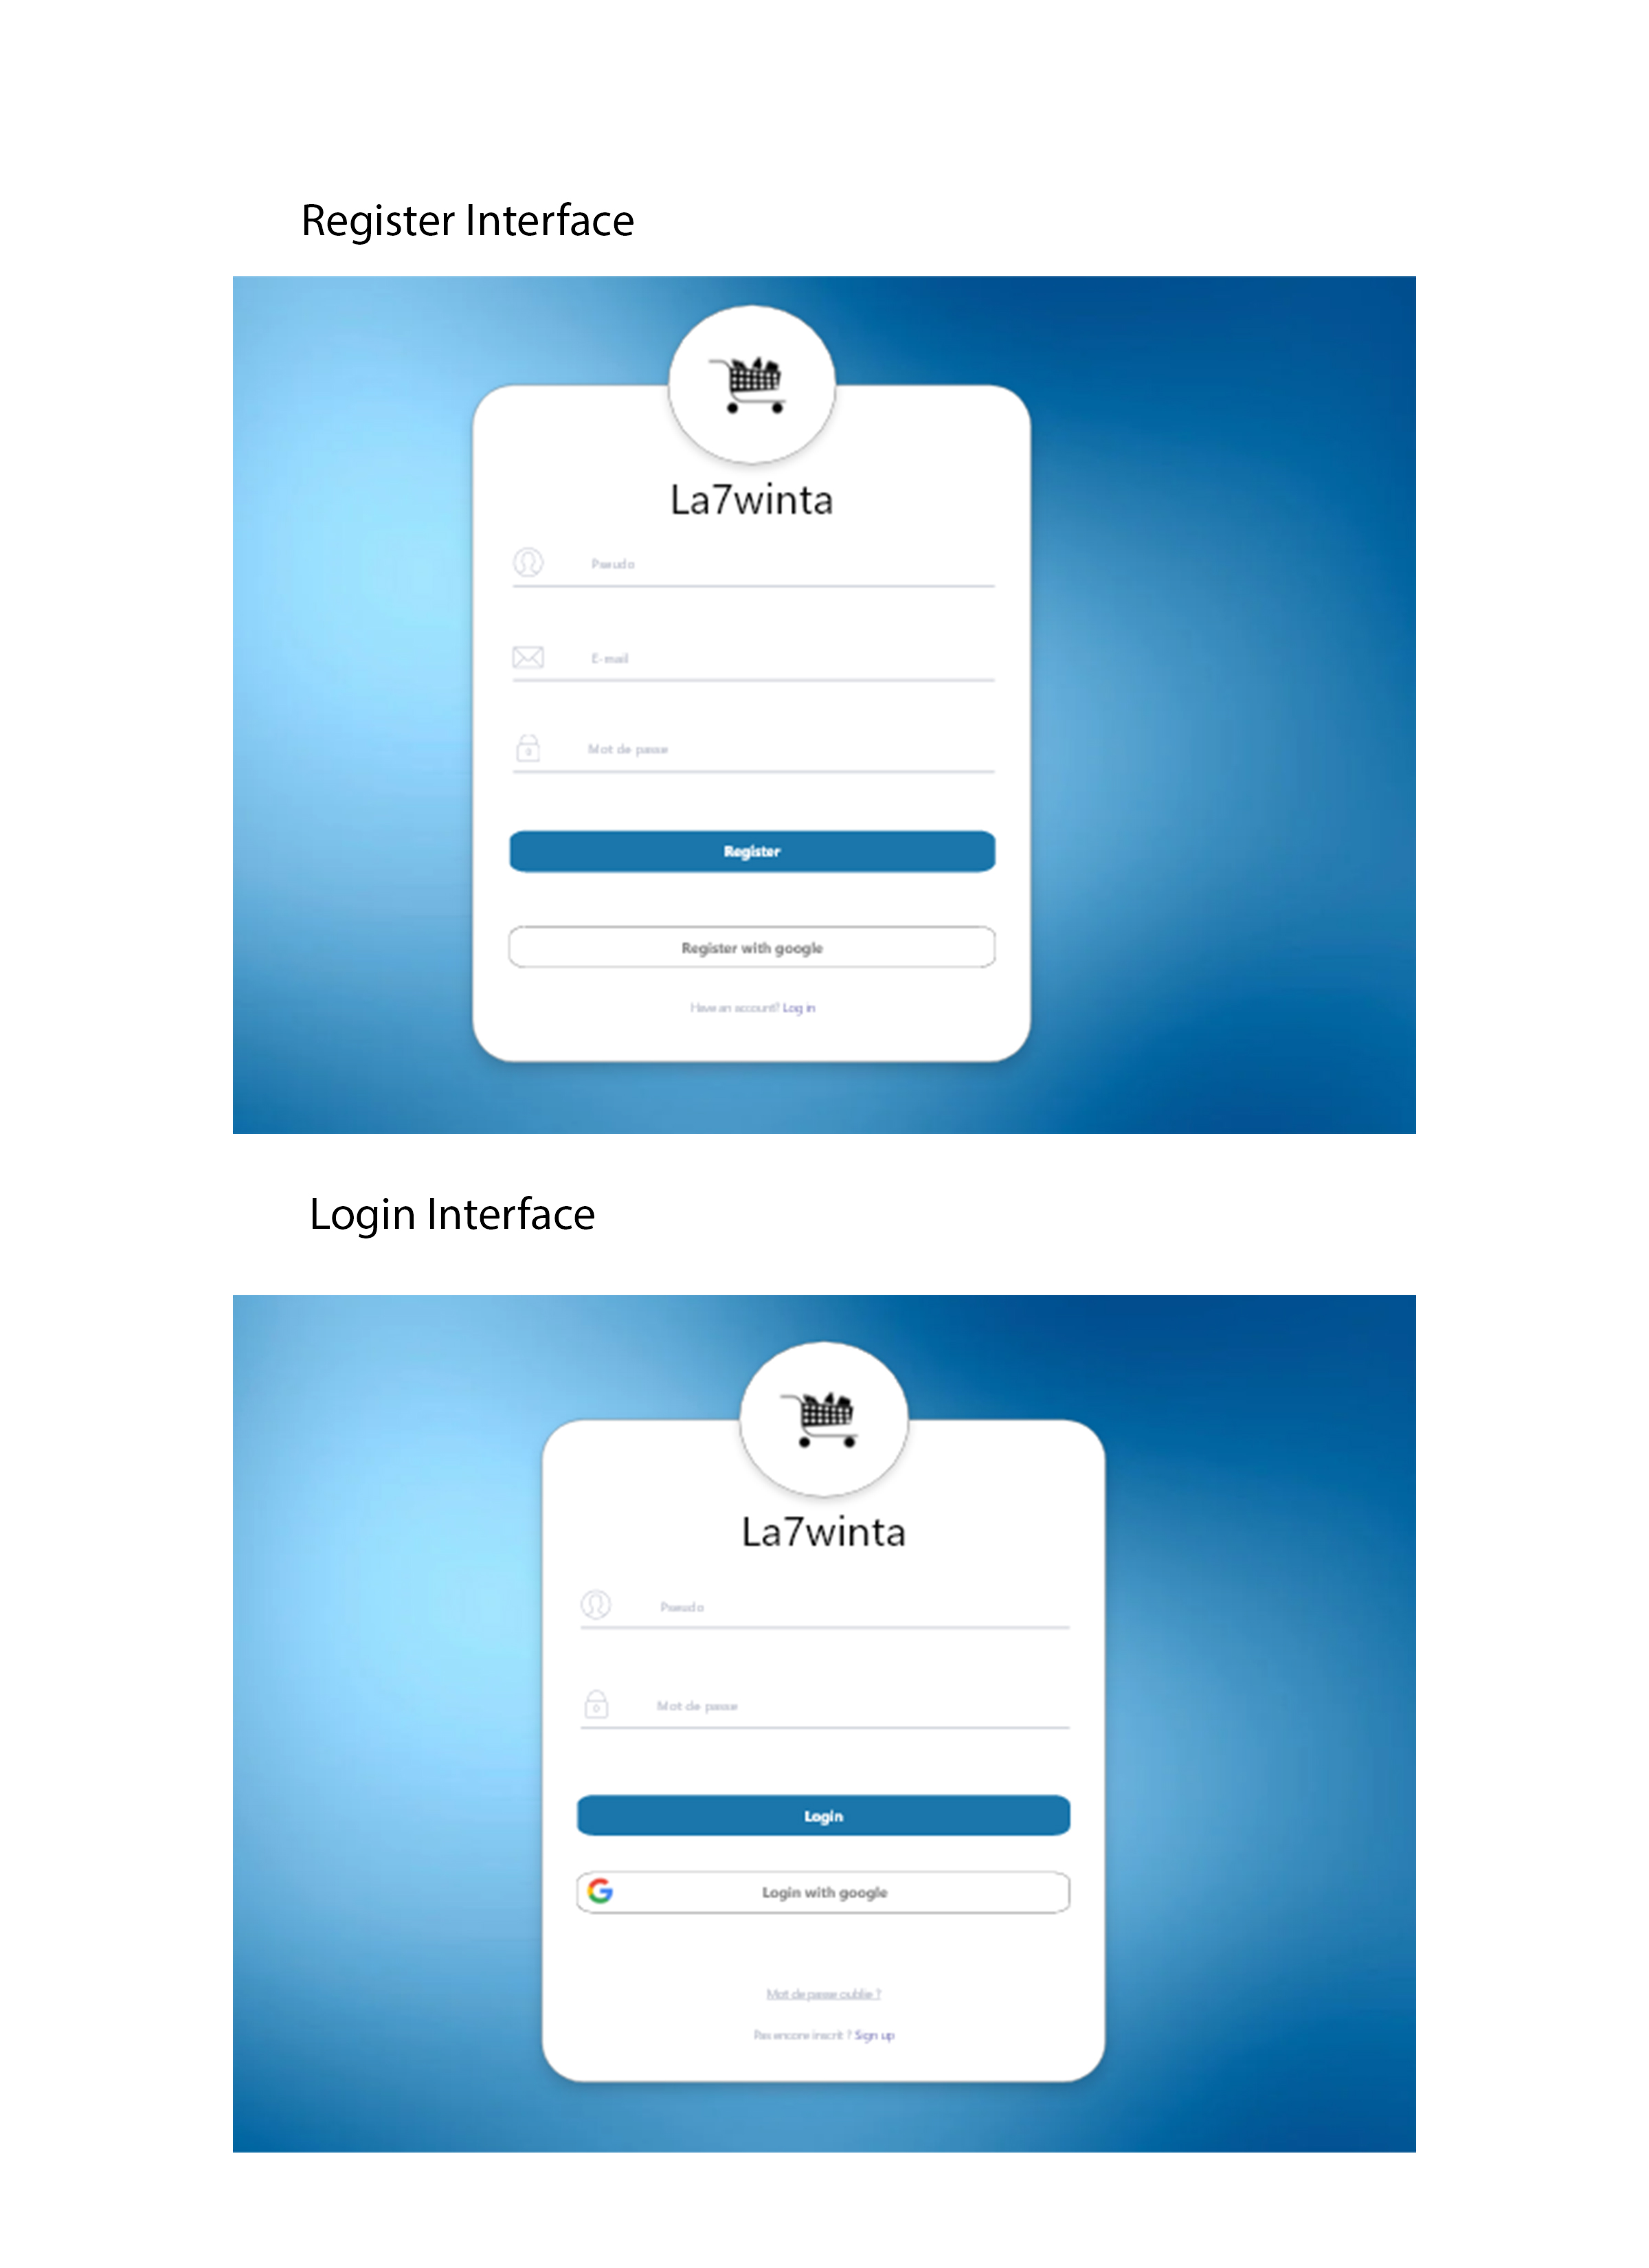 Register Interface
La7winta
Pseudo
E-mail
Mot de passe
Register
Register with google
Have an account? Log in
Login Interface
La7winta
Pseudo
Mot de passe
Login
Login with google
Mot de passe oublie ?
Pas encore inscrit ? Sign up